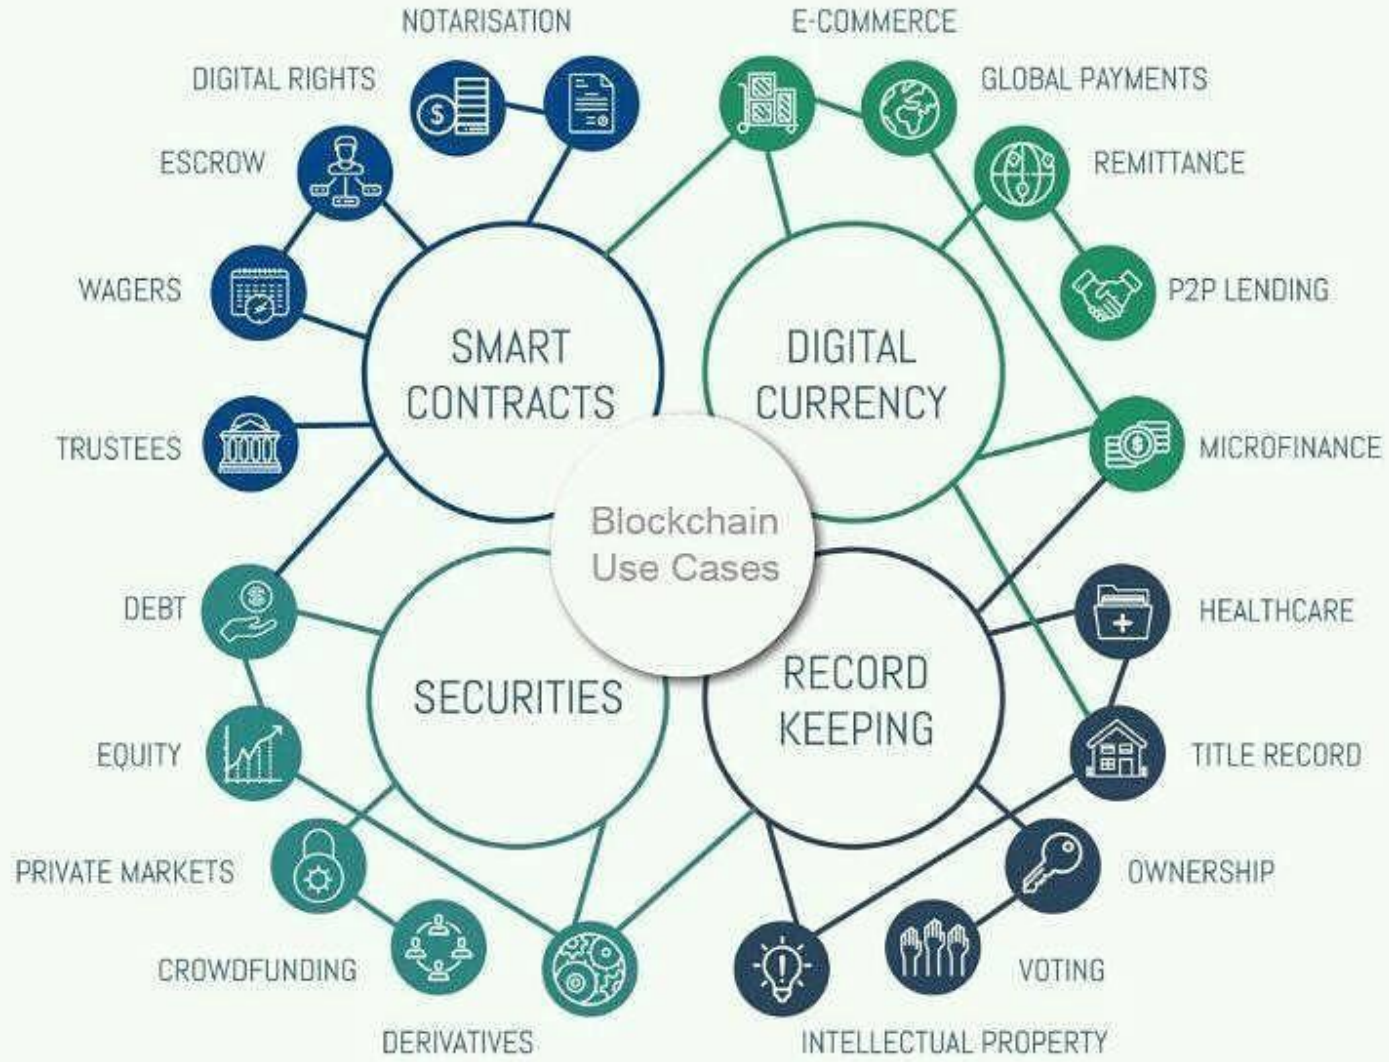 NOTARISATION
E-COMMERCE
DIGITAL RIGHTS
GLOBAL PAYMENTS
ESCROW
REMITTANCE
WAGERS
P2P LENDING
SMART
CONTRACTS
DIGITAL
CURRENCY
TRUSTEES
MICROFINANCE
Blockchain
Use Cases
DEBT
HEALTHCARE
SECURITIES
RECORD
KEEPING
EQUITY
TITLE RECORD
PRIVATE MARKETS
OWNERSHIP
CROWDFUNDING
VOTING
DERIVATIVES
INTELLECTUAL PROPERTY